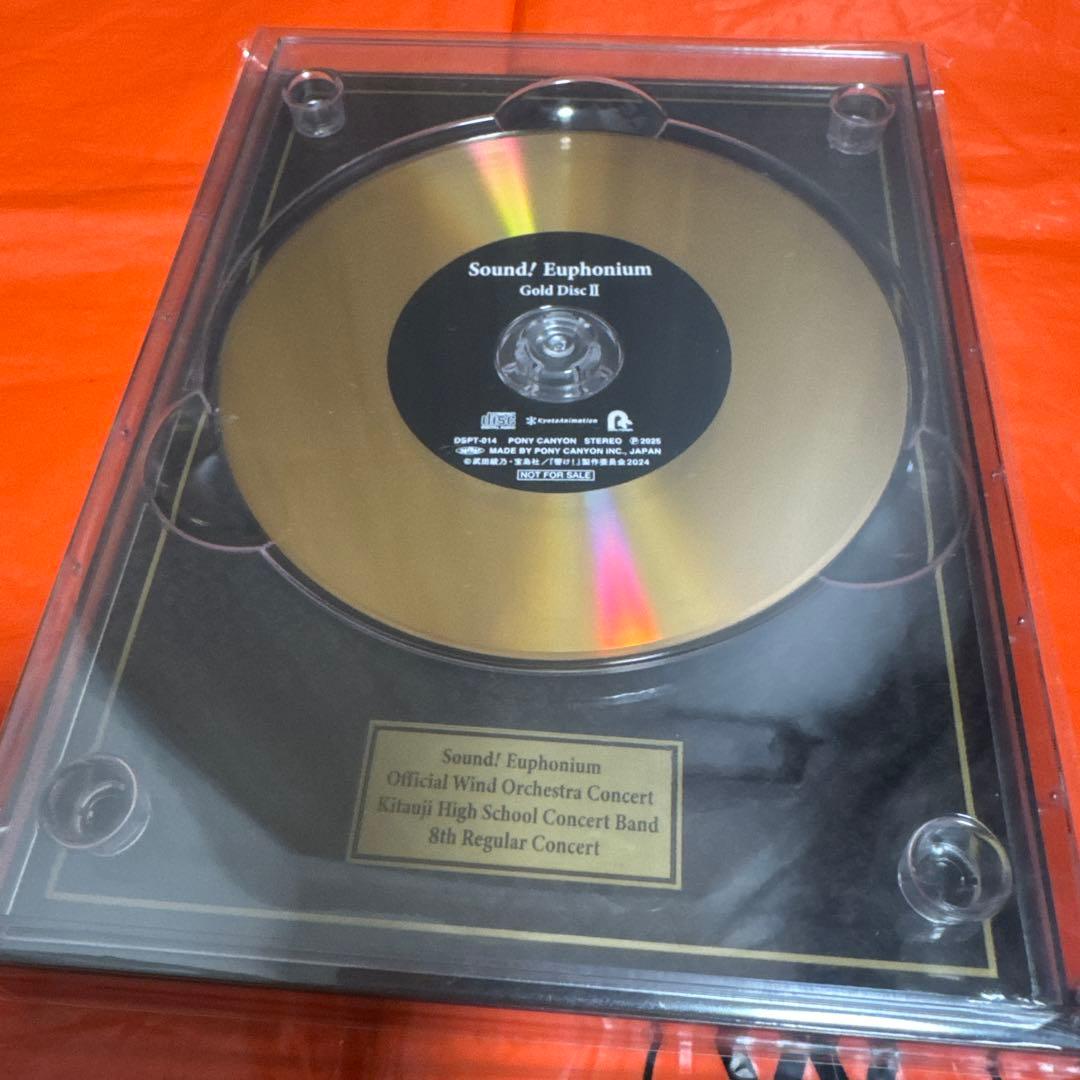 Sound! Euphonium
Gold Disc Ⅱ
disc KyotoAnimation
DSPT-014 PONY CANYON STEREO Ⓟ2025
MADE BY PONY CANYON INC., JAPAN
©武田綾乃・宝島社/『響け!』製作委員会2024
NOT FOR SALE
Sound! Euphonium
Official Wind Orchestra Concert
Kitauji High School Concert Band
8th Regular Concert